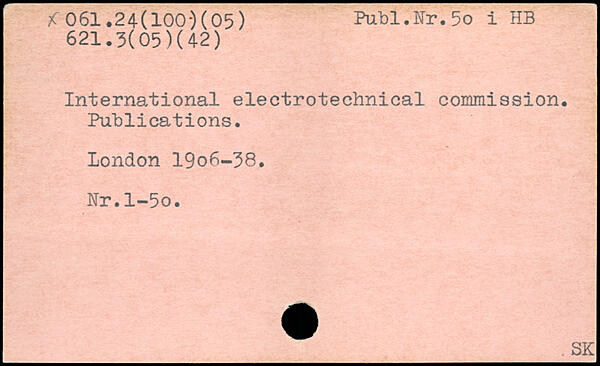 x 061.24(100)(05) Publ.Nr.5o i HB
621.3(05)(42)
International electrotechnical commission.
Publications.
London 19o6-38.
Nr.1-5o.
SK